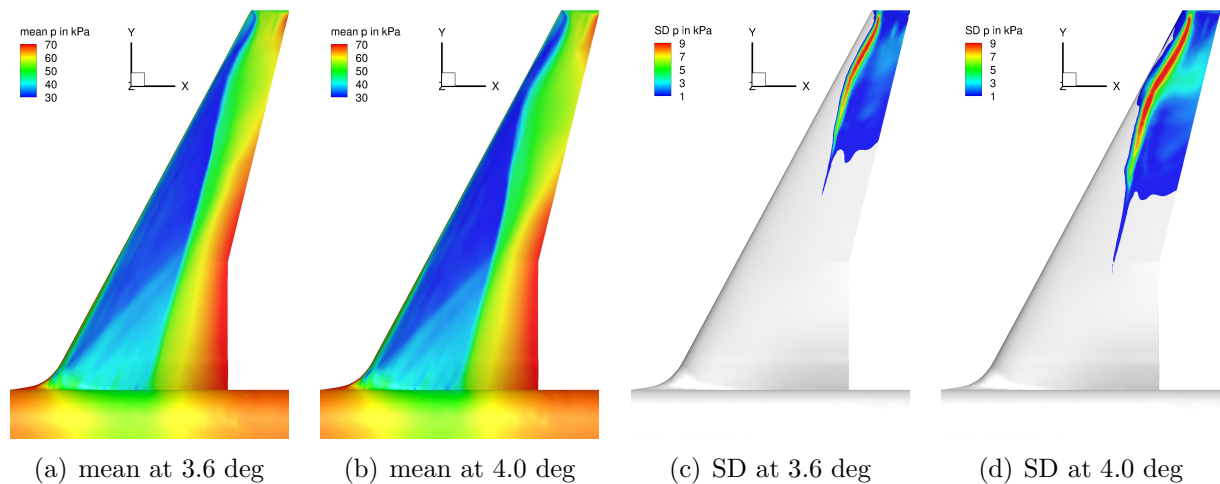 mean p in kPa
70
60
50
40
30
Y
Z
X
mean p in kPa
70
60
50
40
30
Y
Z
X
SD p in kPa
9
7
5
3
1
Y
Z
X
SD p in kPa
9
7
5
3
1
Y
Z
X
(a) mean at 3.6 deg
(b) mean at 4.0 deg
(c) SD at 3.6 deg
(d) SD at 4.0 deg